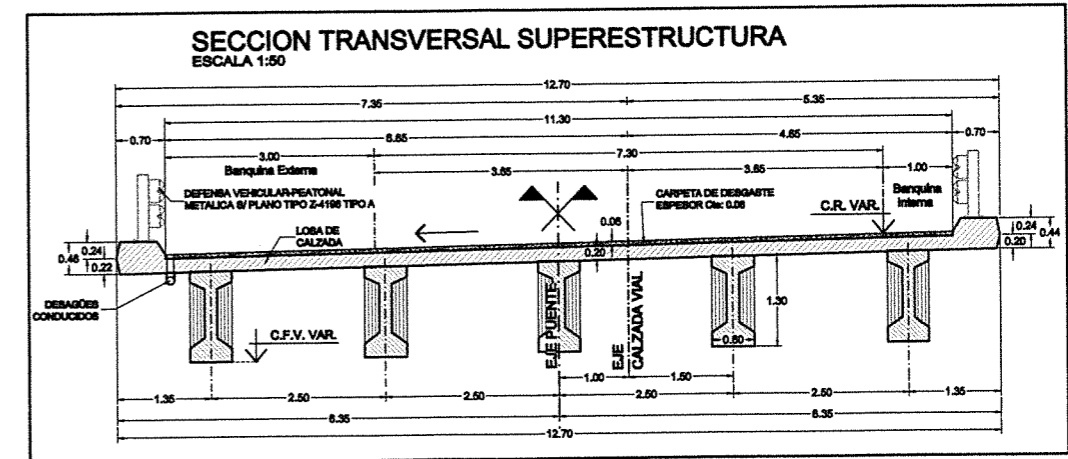 SECCION TRANSVERSAL SUPERESTRUCTURA
ESCALA 1:50
12.70
7.35 5.35
11.30
0.70 6.65 4.65 0.70
3.00 7.30
Banquina Externa 3.65 3.65 1.00
DEFENSA VEHICULAR-PEATONAL
METALICA S/ PLANO TIPO Z-4198 TIPO A
CARPETA DE DESGASTE
ESPESOR Cte: 0.06
Banquina
Interna
C.R. VAR.
LOSA DE
CALZADA
0.06
0.20
0.46 0.24
0.22
0.24
0.20 0.44
DESAGÜES
CONDUCIDOS
C.F.V. VAR.
EJE PUENTE
EJE
CALZADA VIAL
1.30
0.60
1.00 1.50
1.35 2.50 2.50 2.50 2.50 1.35
6.35 6.35
12.70